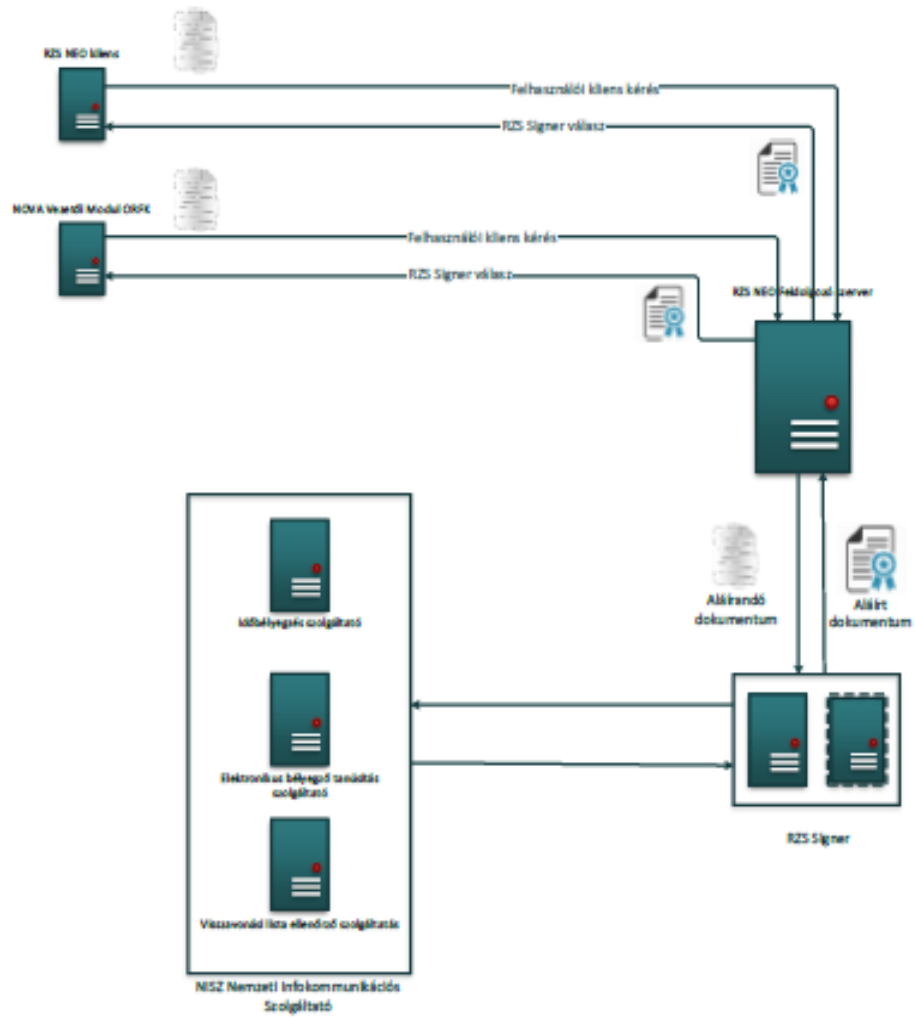 RZS NEO kliens
Felhasználói kliens kérés
RZS Signer válasz
NOVA Vezetői Modul ORFK
Felhasználói kliens kérés
RZS Signer válasz
RZS NEO Feldolgozó szerver
Aláírandó
dokumentum
Aláírt
dokumentum
Időbélyegzés szolgáltató
Elektronikus bélyegző tanúsítás
szolgáltató
Visszavonási lista ellenőrző szolgáltatás
RZS Signer
NISZ Nemzeti Infokommunikációs
Szolgáltató